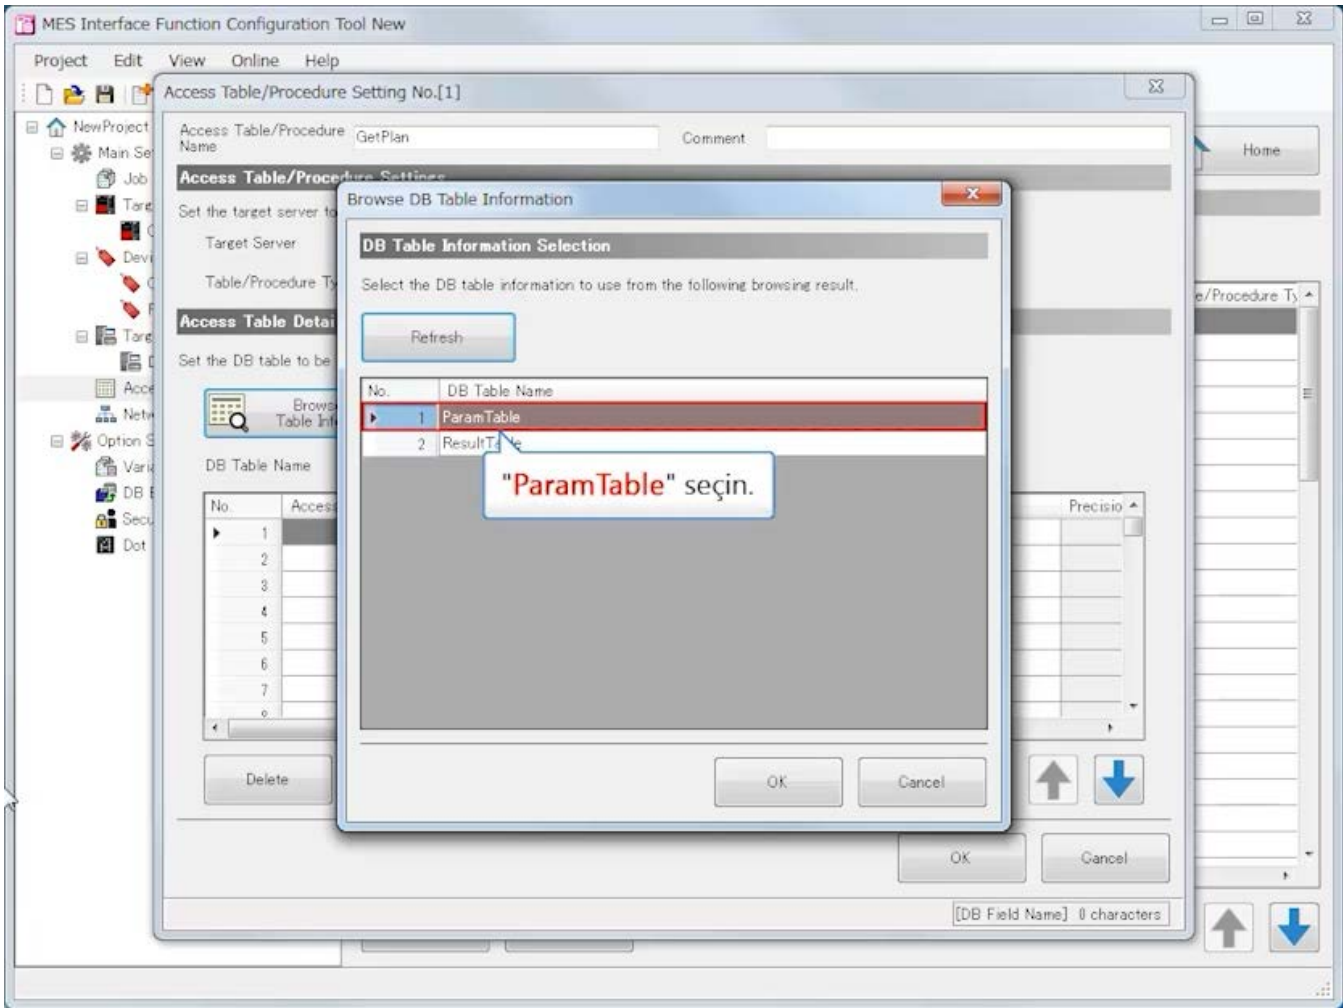 MES Interface Function Configuration Tool New
Project Edit View Online Help
Access Table/Procedure Setting No.[1]
NewProject
Main Se
Job
Targ
Devi
Targ
Acce
Netw
Option S
Varia
DB
Secu
Dot
Access Table/Procedure Name GetPlan Comment
Home
Access Table/Procedure Settings
Set the target server to
Target Server
Table/Procedure Ty
Access Table Detai
Set the DB table to be
Brows
Table Inf
DB Table Name
No. Access
1
2
3
4
5
6
7
Precisio
e/Procedure Ty
Browse DB Table Information
DB Table Information Selection
Select the DB table information to use from the following browsing result.
Refresh
No. DB Table Name
1 ParamTable
2 ResultTable
"ParamTable" seçin.
OK Cancel
Delete
OK Cancel
[DB Field Name] 0 characters